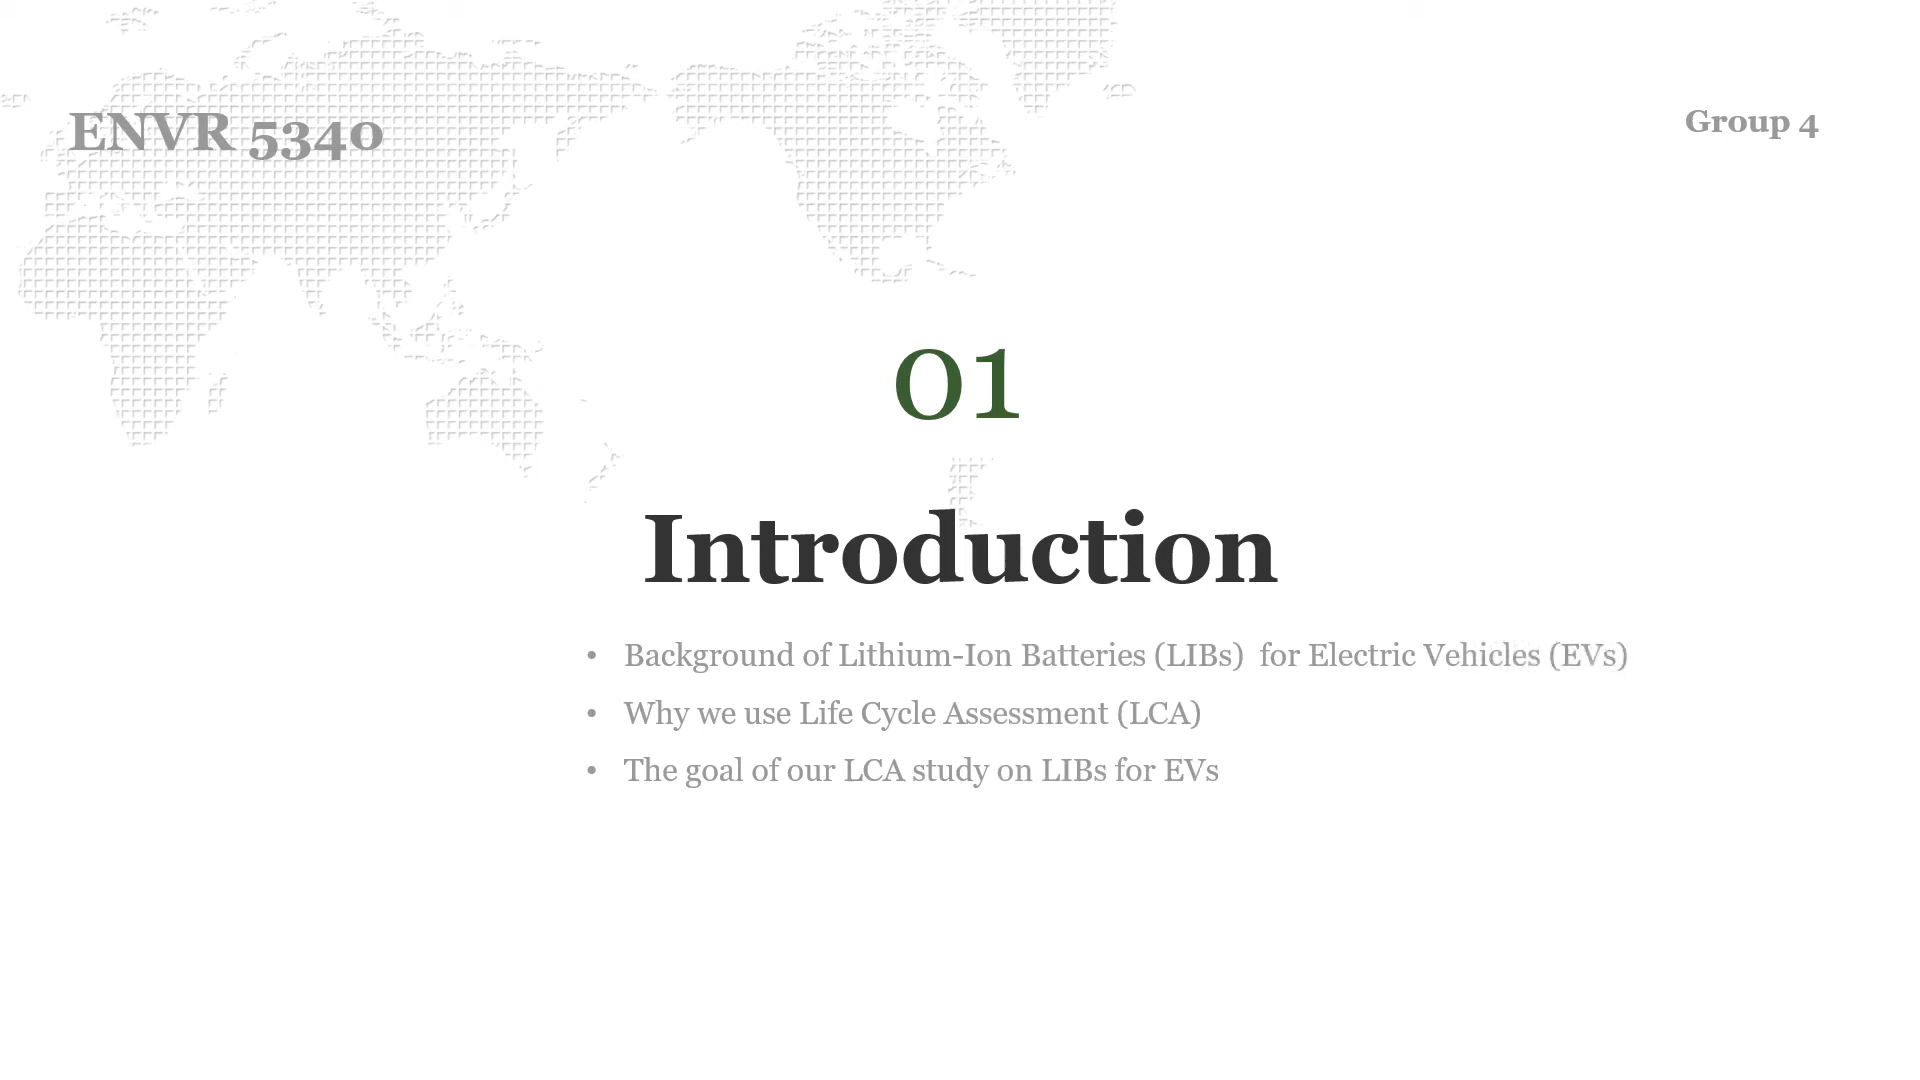 ENVR 5340
Group 4
01
Introduction
• Background of Lithium-Ion Batteries (LIBs)  for Electric Vehicles (EVs)
• Why we use Life Cycle Assessment (LCA)
• The goal of our LCA study on LIBs for EVs